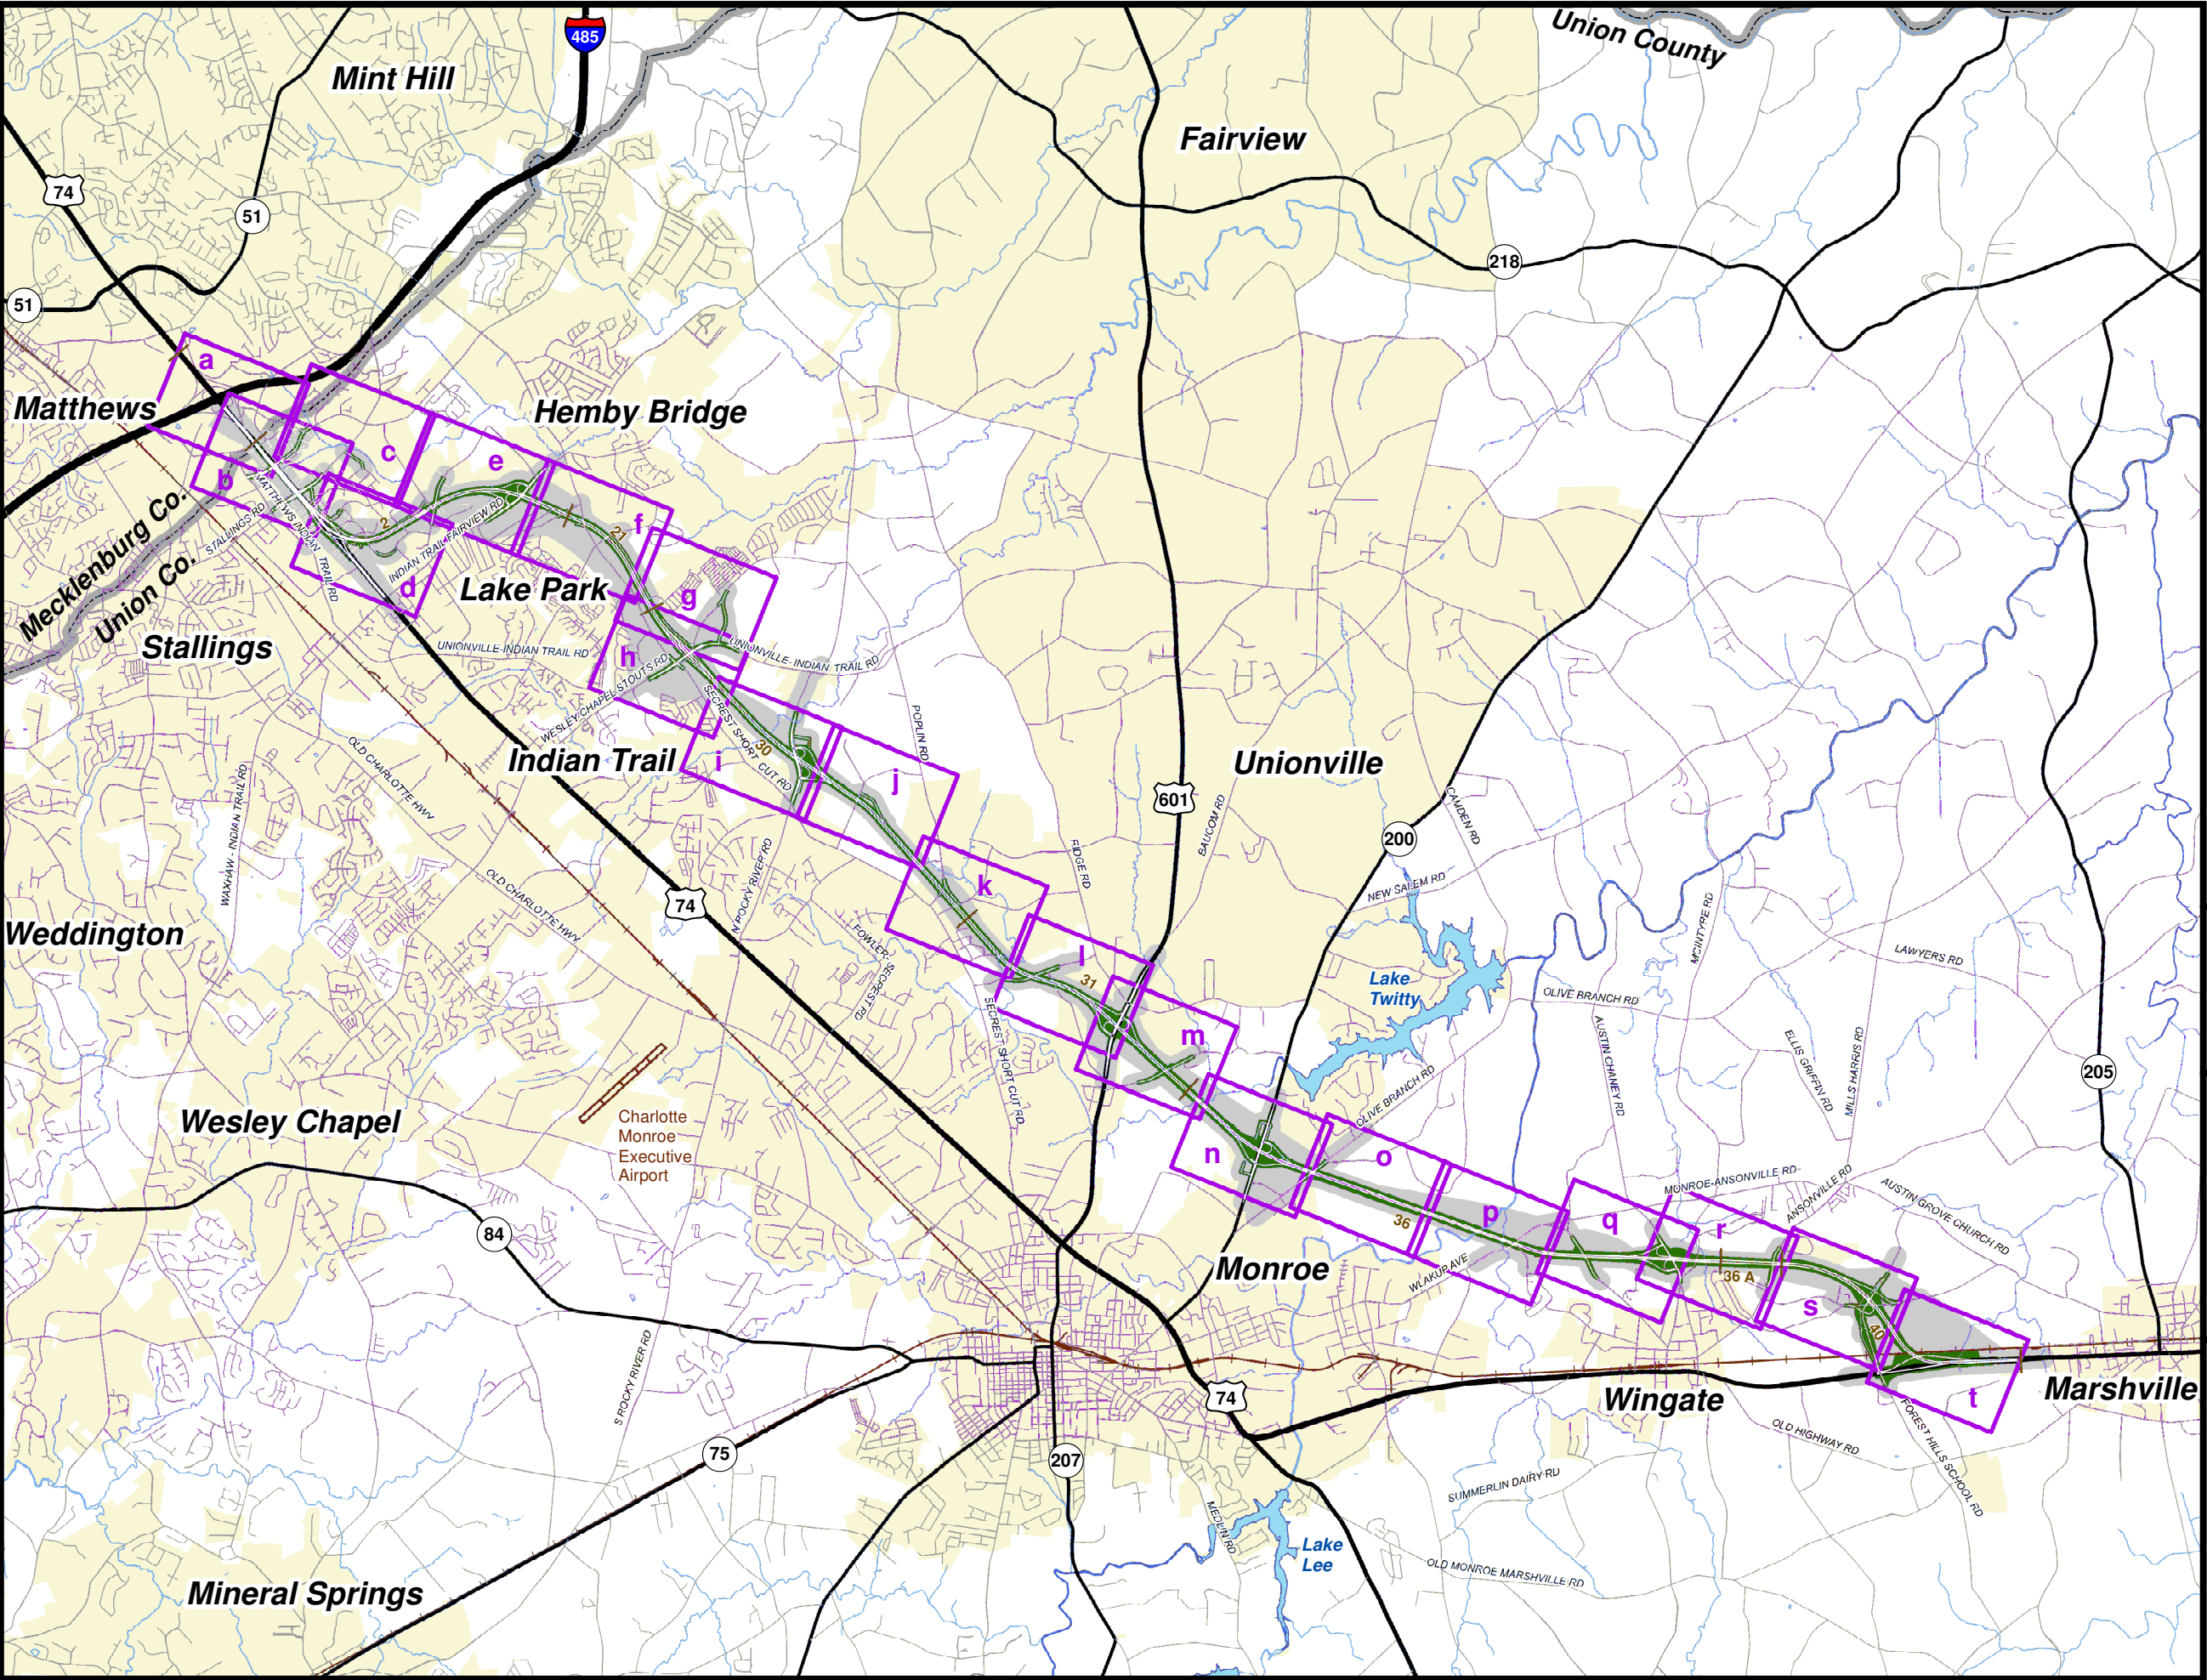 Union County
485
Mint Hill
Fairview
74
51
218
51
a
Matthews
Hemby Bridge
c
e
b
MATTHEWS INDIAN TRAIL RD
STALLINGS RD
2
INDIAN TRAIL FAIRVIEW RD
f
21
Mecklenburg Co.
Union Co.
d
Lake Park
g
Stallings
UNIONVILLE-INDIAN TRAIL RD
UNIONVILLE-INDIAN TRAIL RD
h
WESLEY CHAPEL STOUTS RD
SECREST SHORT CUT RD
POPLIN RD
Indian Trail
i
30
j
Unionville
OLD CHARLOTTE HWY
WAXHAW - INDIAN TRAIL RD
601
BAUCOM RD
CAMDEN RD
200
RIDGE RD
N ROCKY RIVER RD
OLD CHARLOTTE HWY
74
k
NEW SALEM RD
MCINTYRE RD
Weddington
FOWLER-SECREST RD
l
LAWYERS RD
31
Lake
Twitty
OLIVE BRANCH RD
SECREST SHORT CUT RD
m
AUSTIN CHANEY RD
ELLIS GRIFFIN RD
MILLS HARRIS RD
205
Wesley Chapel
Charlotte
Monroe
Executive
Airport
OLIVE BRANCH RD
n
o
MONROE-ANSONVILLE RD
ANSONVILLE RD
AUSTIN GROVE CHURCH RD
84
36
p
q
r
Monroe
WLAKUP AVE
36 A
s
40
S ROCKY RIVER RD
74
Wingate
t
Marshville
75
207
OLD HIGHWAY RD
FOREST HILLS SCHOOL RD
SUMMERLIN DAIRY RD
MEDLIN RD
Lake
Lee
OLD MONROE MARSHVILLE RD
Mineral Springs